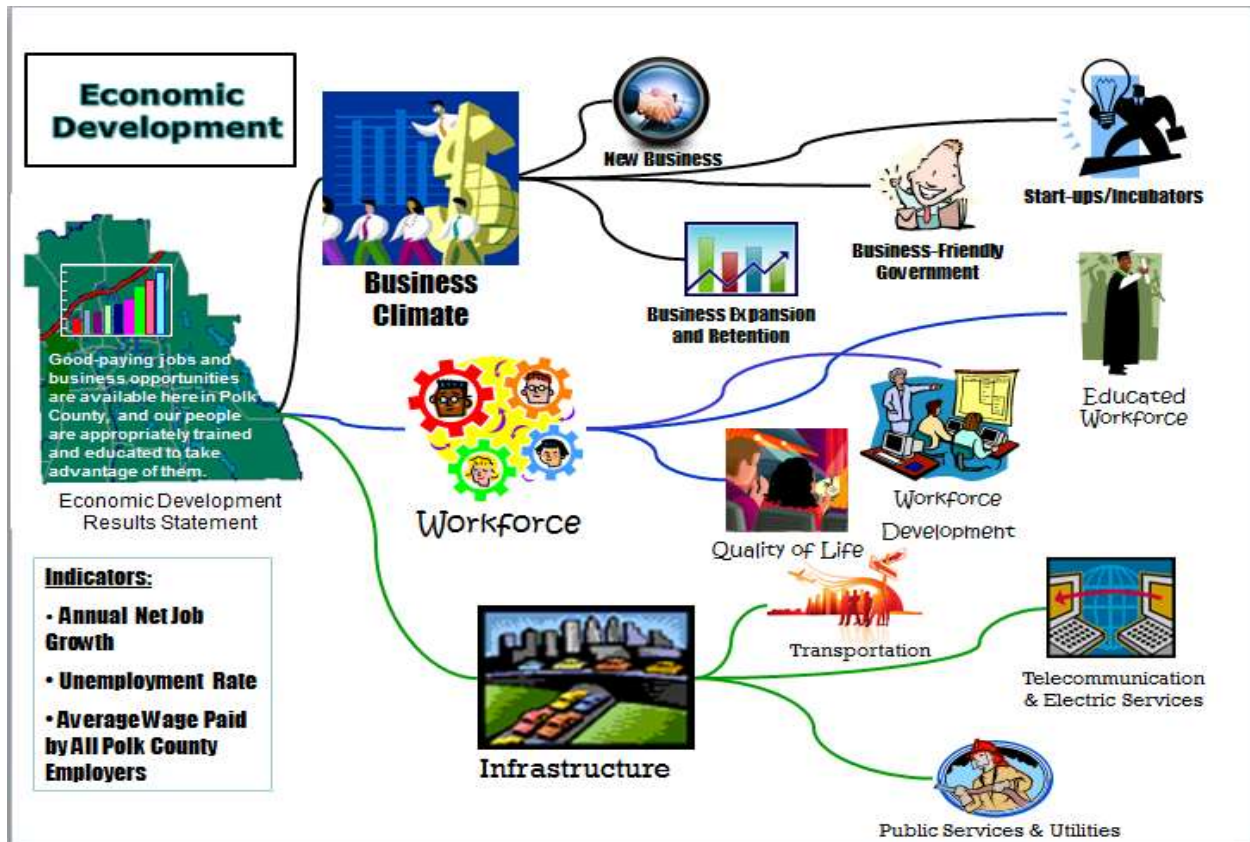 Economic
Development
Good-paying jobs and
business opportunities
are available here in Polk
County, and our people
are appropriately trained
and educated to take
advantage of them.
Economic Development
Results Statement
Indicators:
• Annual Net Job
Growth
• Unemployment Rate
• Average Wage Paid
by All Polk County
Employers
Business
Climate
New Business
Start-ups/Incubators
Business-Friendly
Government
Business Expansion
and Retention
Workforce
Educated
Workforce
Workforce
Development
Quality of Life
Infrastructure
Transportation
Telecommunication
& Electric Services
Public Services & Utilities